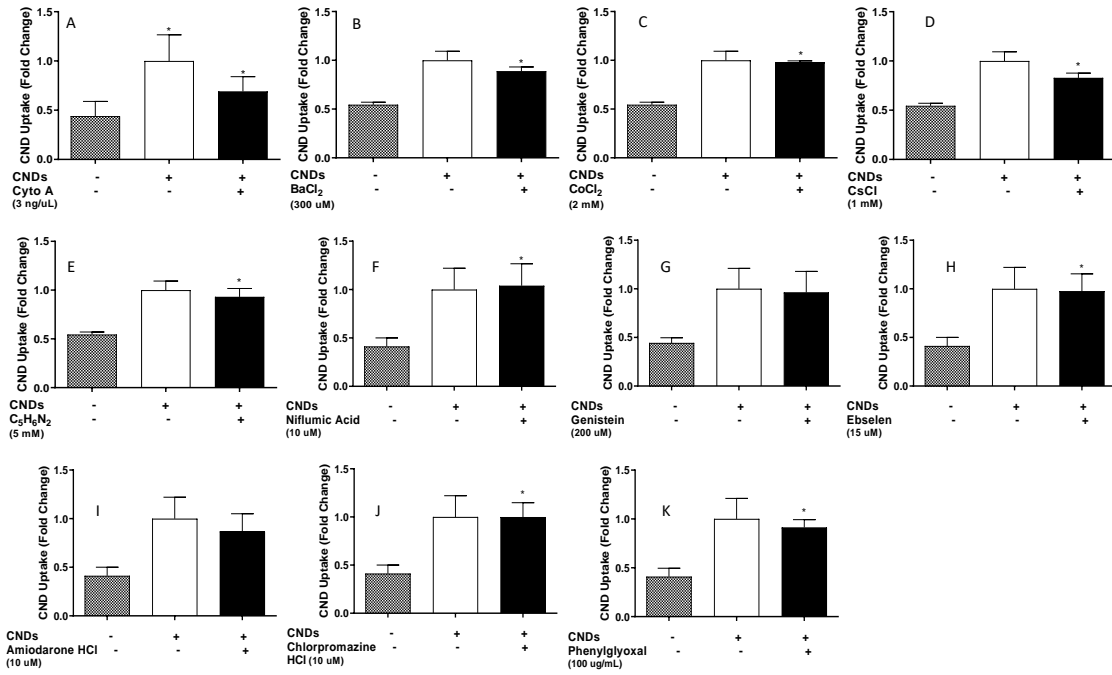 A
CND Uptake (Fold Change)
1.5
1.0
0.5
0.0
*
*
CNDs - + +
Cyto A - - +
(3 ng/uL)
B
CND Uptake (Fold Change)
1.5
1.0
0.5
0.0
*
CNDs - + +
BaCl₂ - - +
(300 uM)
C
CND Uptake (Fold Change)
1.5
1.0
0.5
0.0
*
CNDs - + +
CoCl₂ - - +
(2 mM)
D
CND Uptake (Fold Change)
1.5
1.0
0.5
0.0
*
CNDs - + +
CsCl - - +
(1 mM)
E
CND Uptake (Fold Change)
1.5
1.0
0.5
0.0
*
CNDs - + +
C₅H₆N₂ - - +
(5 mM)
F
CND Uptake (Fold Change)
1.5
1.0
0.5
0.0
*
CNDs - + +
Niflumic Acid - - +
(10 uM)
G
CND Uptake (Fold Change)
1.5
1.0
0.5
0.0
CNDs - + +
Genistein - - +
(200 uM)
H
CND Uptake (Fold Change)
1.5
1.0
0.5
0.0
*
CNDs - + +
Ebselen - - +
(15 uM)
I
CND Uptake (Fold Change)
1.5
1.0
0.5
0.0
CNDs - + +
Amiodarone HCl - - +
(10 uM)
J
CND Uptake (Fold Change)
1.5
1.0
0.5
0.0
*
CNDs - + +
Chlorpromazine - - +
HCl (10 uM)
K
CND Uptake (Fold Change)
1.5
1.0
0.5
0.0
*
CNDs - + +
Phenylglyoxal - - +
(100 ug/mL)